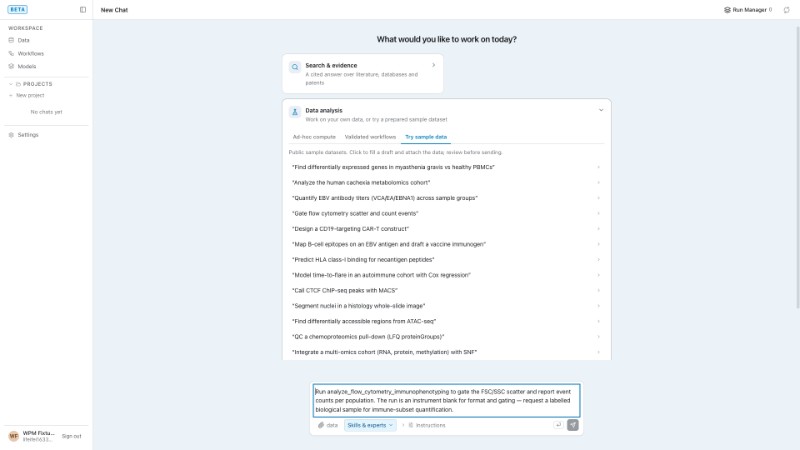 BETA
New Chat
Run Manager 0
WORKSPACE
Data
Workflows
Models
PROJECTS
New project
No chats yet
Settings
What would you like to work on today?
Search & evidence
A cited answer over literature, databases and
patents
Data analysis
Work on your own data, or try a prepared sample dataset
Ad-hoc compute Validated workflows Try sample data
Public sample datasets. Click to fill a draft and attach the data, review before sending.
"Find differentially expressed genes in myasthenia gravis vs healthy PBMCs"
"Analyze the human cachexia metabolomics cohort"
"Quantify EBV antibody titers (VCA/EA/EBNA1) across sample groups"
"Gate flow cytometry scatter and count events"
"Design a CD19-targeting CAR-T construct"
"Map B-cell epitopes on an EBV antigen and draft a vaccine immunogen"
"Predict HLA class-I binding for neoantigen peptides"
"Model time-to-flare in an autoimmune cohort with Cox regression"
"Call CTCF ChIP-seq peaks with MACS"
"Segment nuclei in a histology whole-slide image"
"Find differentially accessible regions from ATAC-seq"
"QC a chemoproteomics pull-down (LFQ proteinGroups)"
"Integrate a multi-omics cohort (RNA, protein, methylation) with SNF"
Run analyze_flow_cytometry_immunophenotyping to gate the FSC/SSC scatter and report event
counts per population. The run is an instrument blank for format and gating — request a labelled
biological sample for immune-subset quantification.
data Skills & experts Instructions
WF WPM Fixtu... Sign out